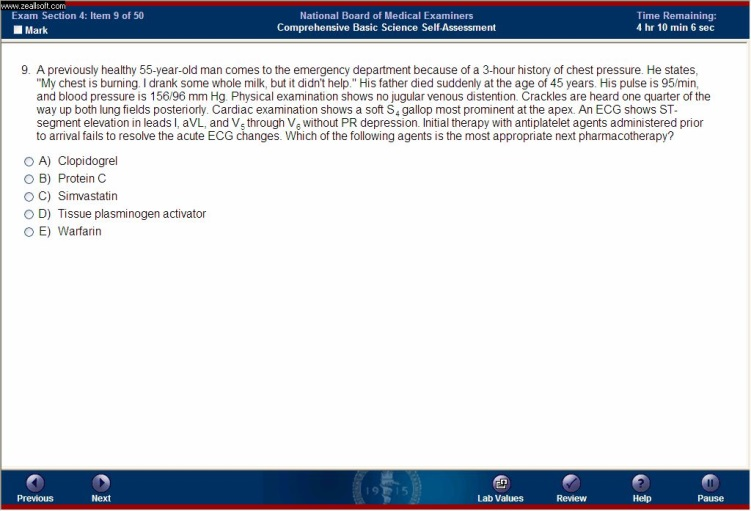 www.zeallsoft.com
Exam Section 4: Item 9 of 50
National Board of Medical Examiners
Time Remaining:
Mark
Comprehensive Basic Science Self-Assessment
4 hr 10 min 6 sec
9. A previously healthy 55-year-old man comes to the emergency department because of a 3-hour history of chest pressure. He states,
"My chest is burning. I drank some whole milk, but it didn't help." His father died suddenly at the age of 45 years. His pulse is 95/min,
and blood pressure is 156/96 mm Hg. Physical examination shows no jugular venous distention. Crackles are heard one quarter of the
way up both lung fields posteriorly. Cardiac examination shows a soft S4 gallop most prominent at the apex. An ECG shows ST-
segment elevation in leads I, aVL, and V5 through V6 without PR depression. Initial therapy with antiplatelet agents administered prior
to arrival fails to resolve the acute ECG changes. Which of the following agents is the most appropriate next pharmacotherapy?
A) Clopidogrel
B) Protein C
C) Simvastatin
D) Tissue plasminogen activator
E) Warfarin
1915
Previous
Next
Lab Values
Review
Help
Pause